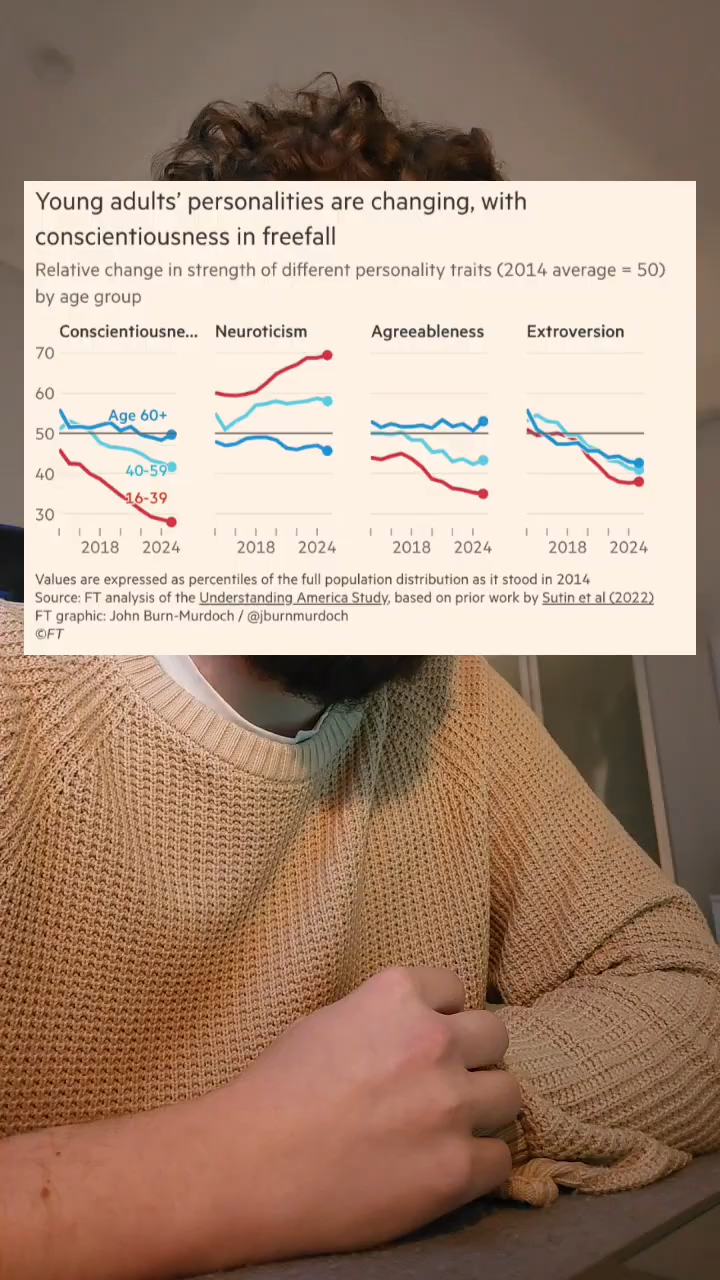 Young adults' personalities are changing, with
conscientiousness in freefall
Relative change in strength of different personality traits (2014 average = 50)
by age group
Conscientiousne... Neuroticism Agreeableness Extroversion
70
60
Age 60+
50
40-59
40
16-39
30
2018 2024 2018 2024 2018 2024 2018 2024
Values are expressed as percentiles of the full population distribution as it stood in 2014
Source: FT analysis of the Understanding America Study, based on prior work by Sutin et al (2022)
FT graphic: John Burn-Murdoch / @jburnmurdoch
©FT